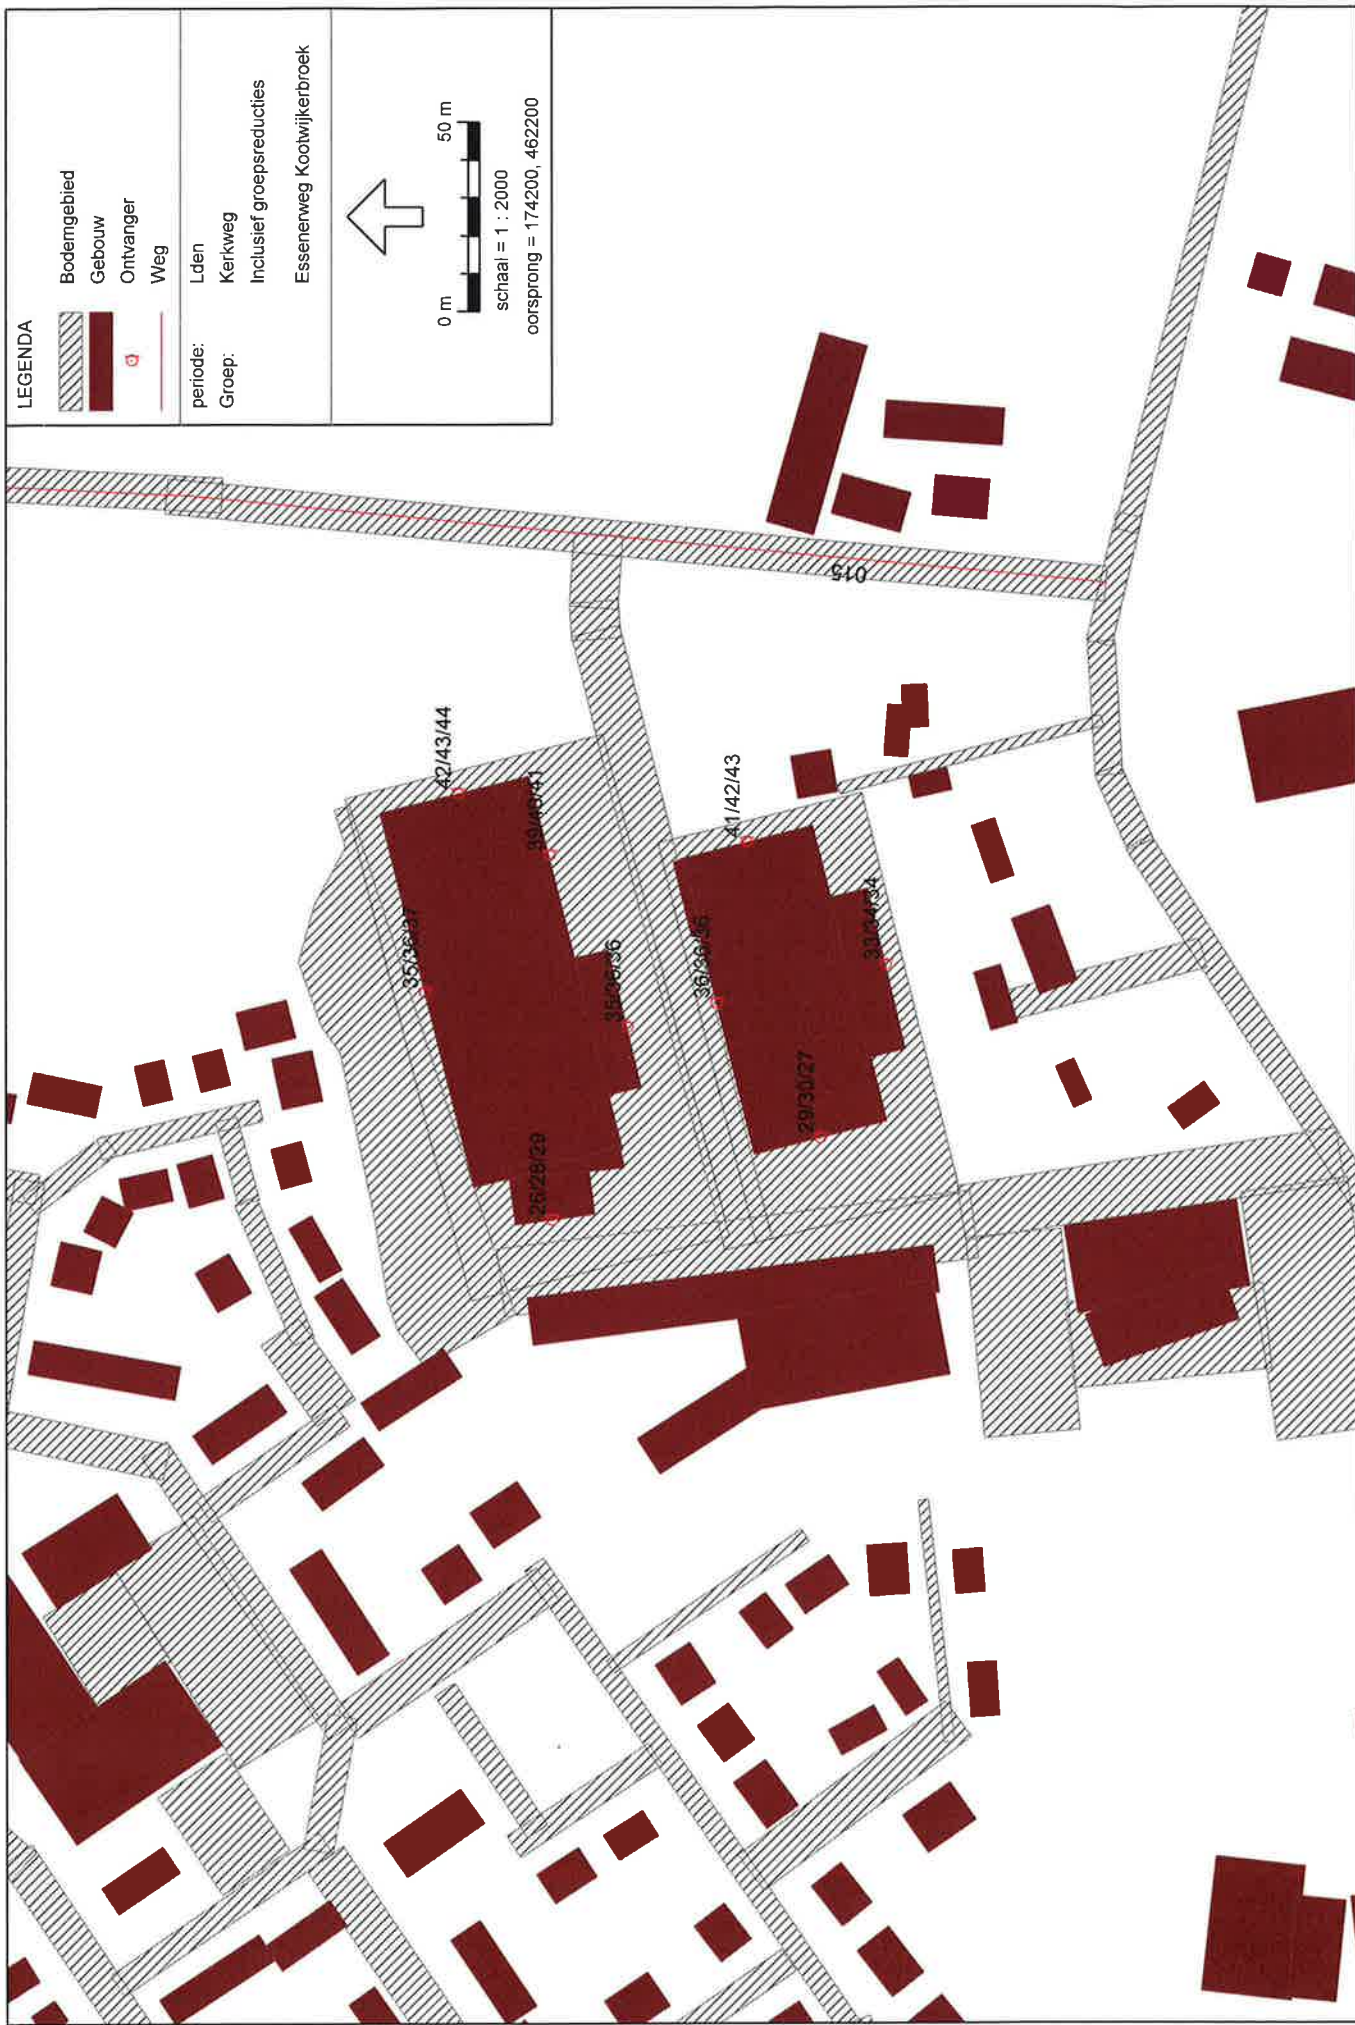 LEGENDA
Bodemgebied
Gebouw
Ontvanger
Weg
periode: Lden
Groep: Kerkweg
Inclusief groepsreducties
Essenerweg Kootwijkerbroek
0 m 50 m
schaal = 1 : 2000
oorsprong = 174200, 462200
42/43/44
39/40/41
35/36/37
35/36/36
26/28/29
41/42/43
36/36/36
33/34/34
29/30/27
015